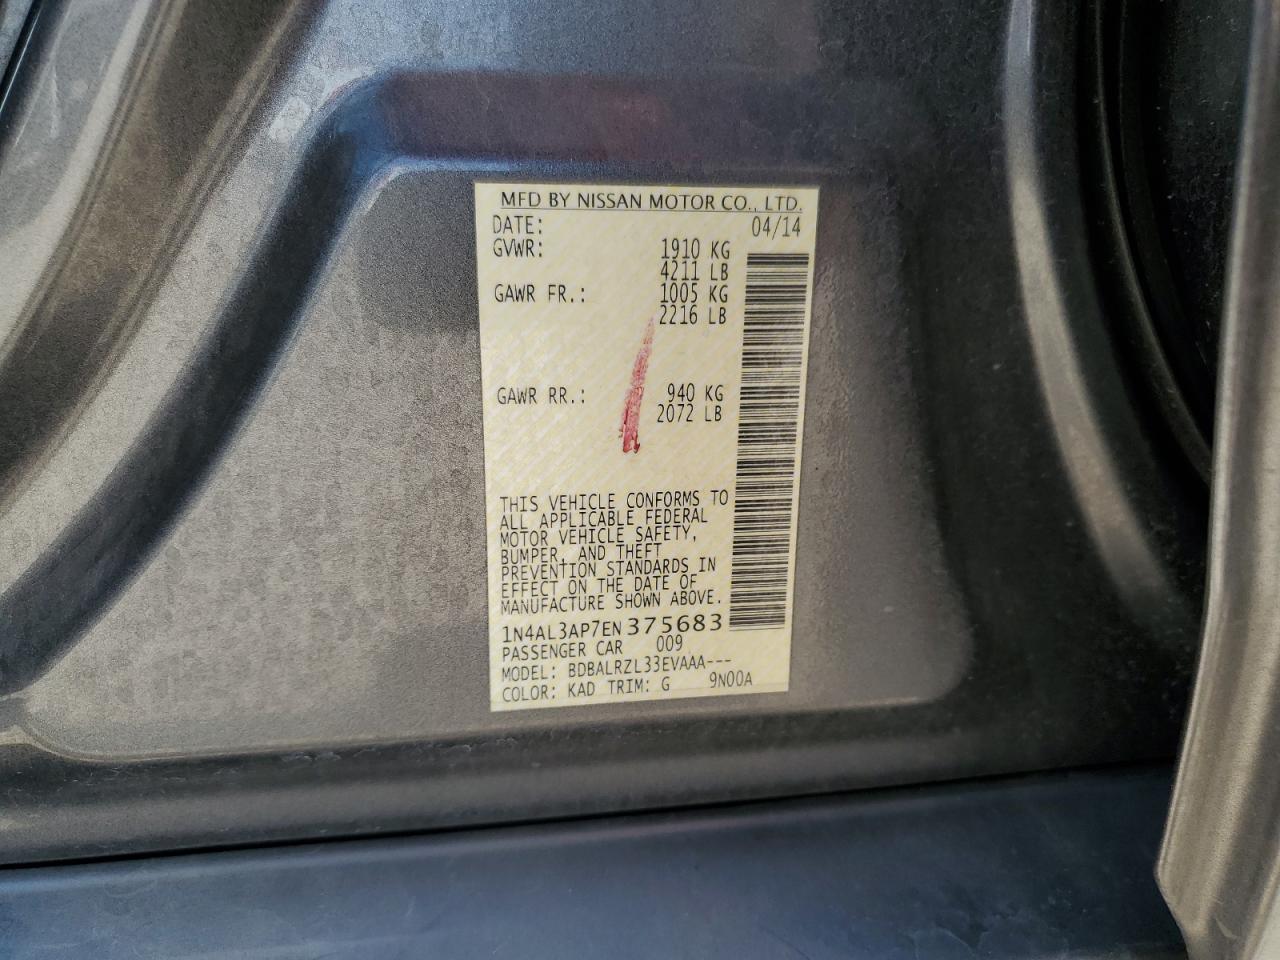 MFD BY NISSAN MOTOR CO., LTD.
DATE: 04/14
GVWR: 1910 KG
4211 LB
GAWR FR.: 1005 KG
2216 LB
GAWR RR.: 940 KG
2072 LB
THIS VEHICLE CONFORMS TO
ALL APPLICABLE FEDERAL
MOTOR VEHICLE SAFETY,
BUMPER, AND THEFT
PREVENTION STANDARDS IN
EFFECT ON THE DATE OF
MANUFACTURE SHOWN ABOVE.
1N4AL3AP7EN375683
PASSENGER CAR 009
MODEL: BDBALRZL33EVAAA---
COLOR: KAD TRIM: G 9N00A